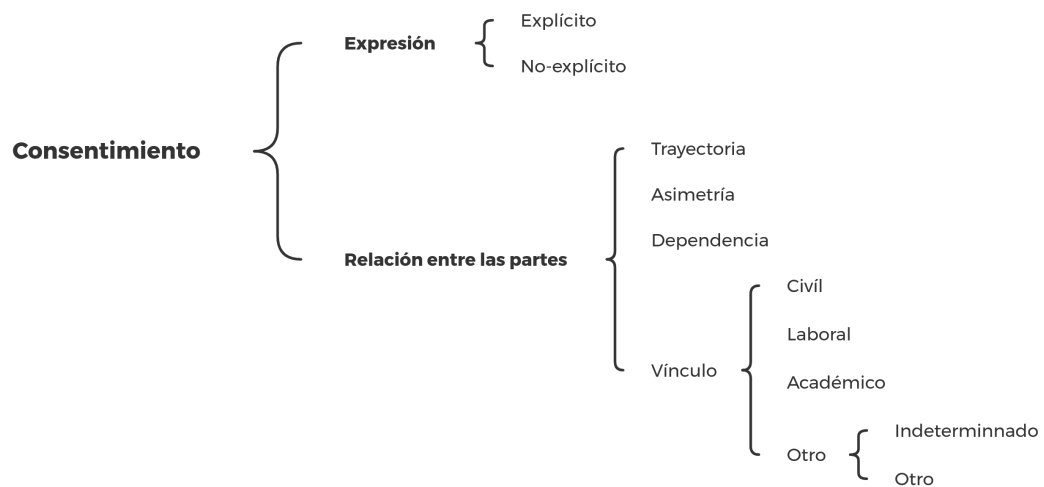 Consentimiento
Expresión
Explícito
No-explícito
Relación entre las partes
Trayectoria
Asimetría
Dependencia
Vínculo
Civíl
Laboral
Académico
Otro
Indeterminnado
Otro